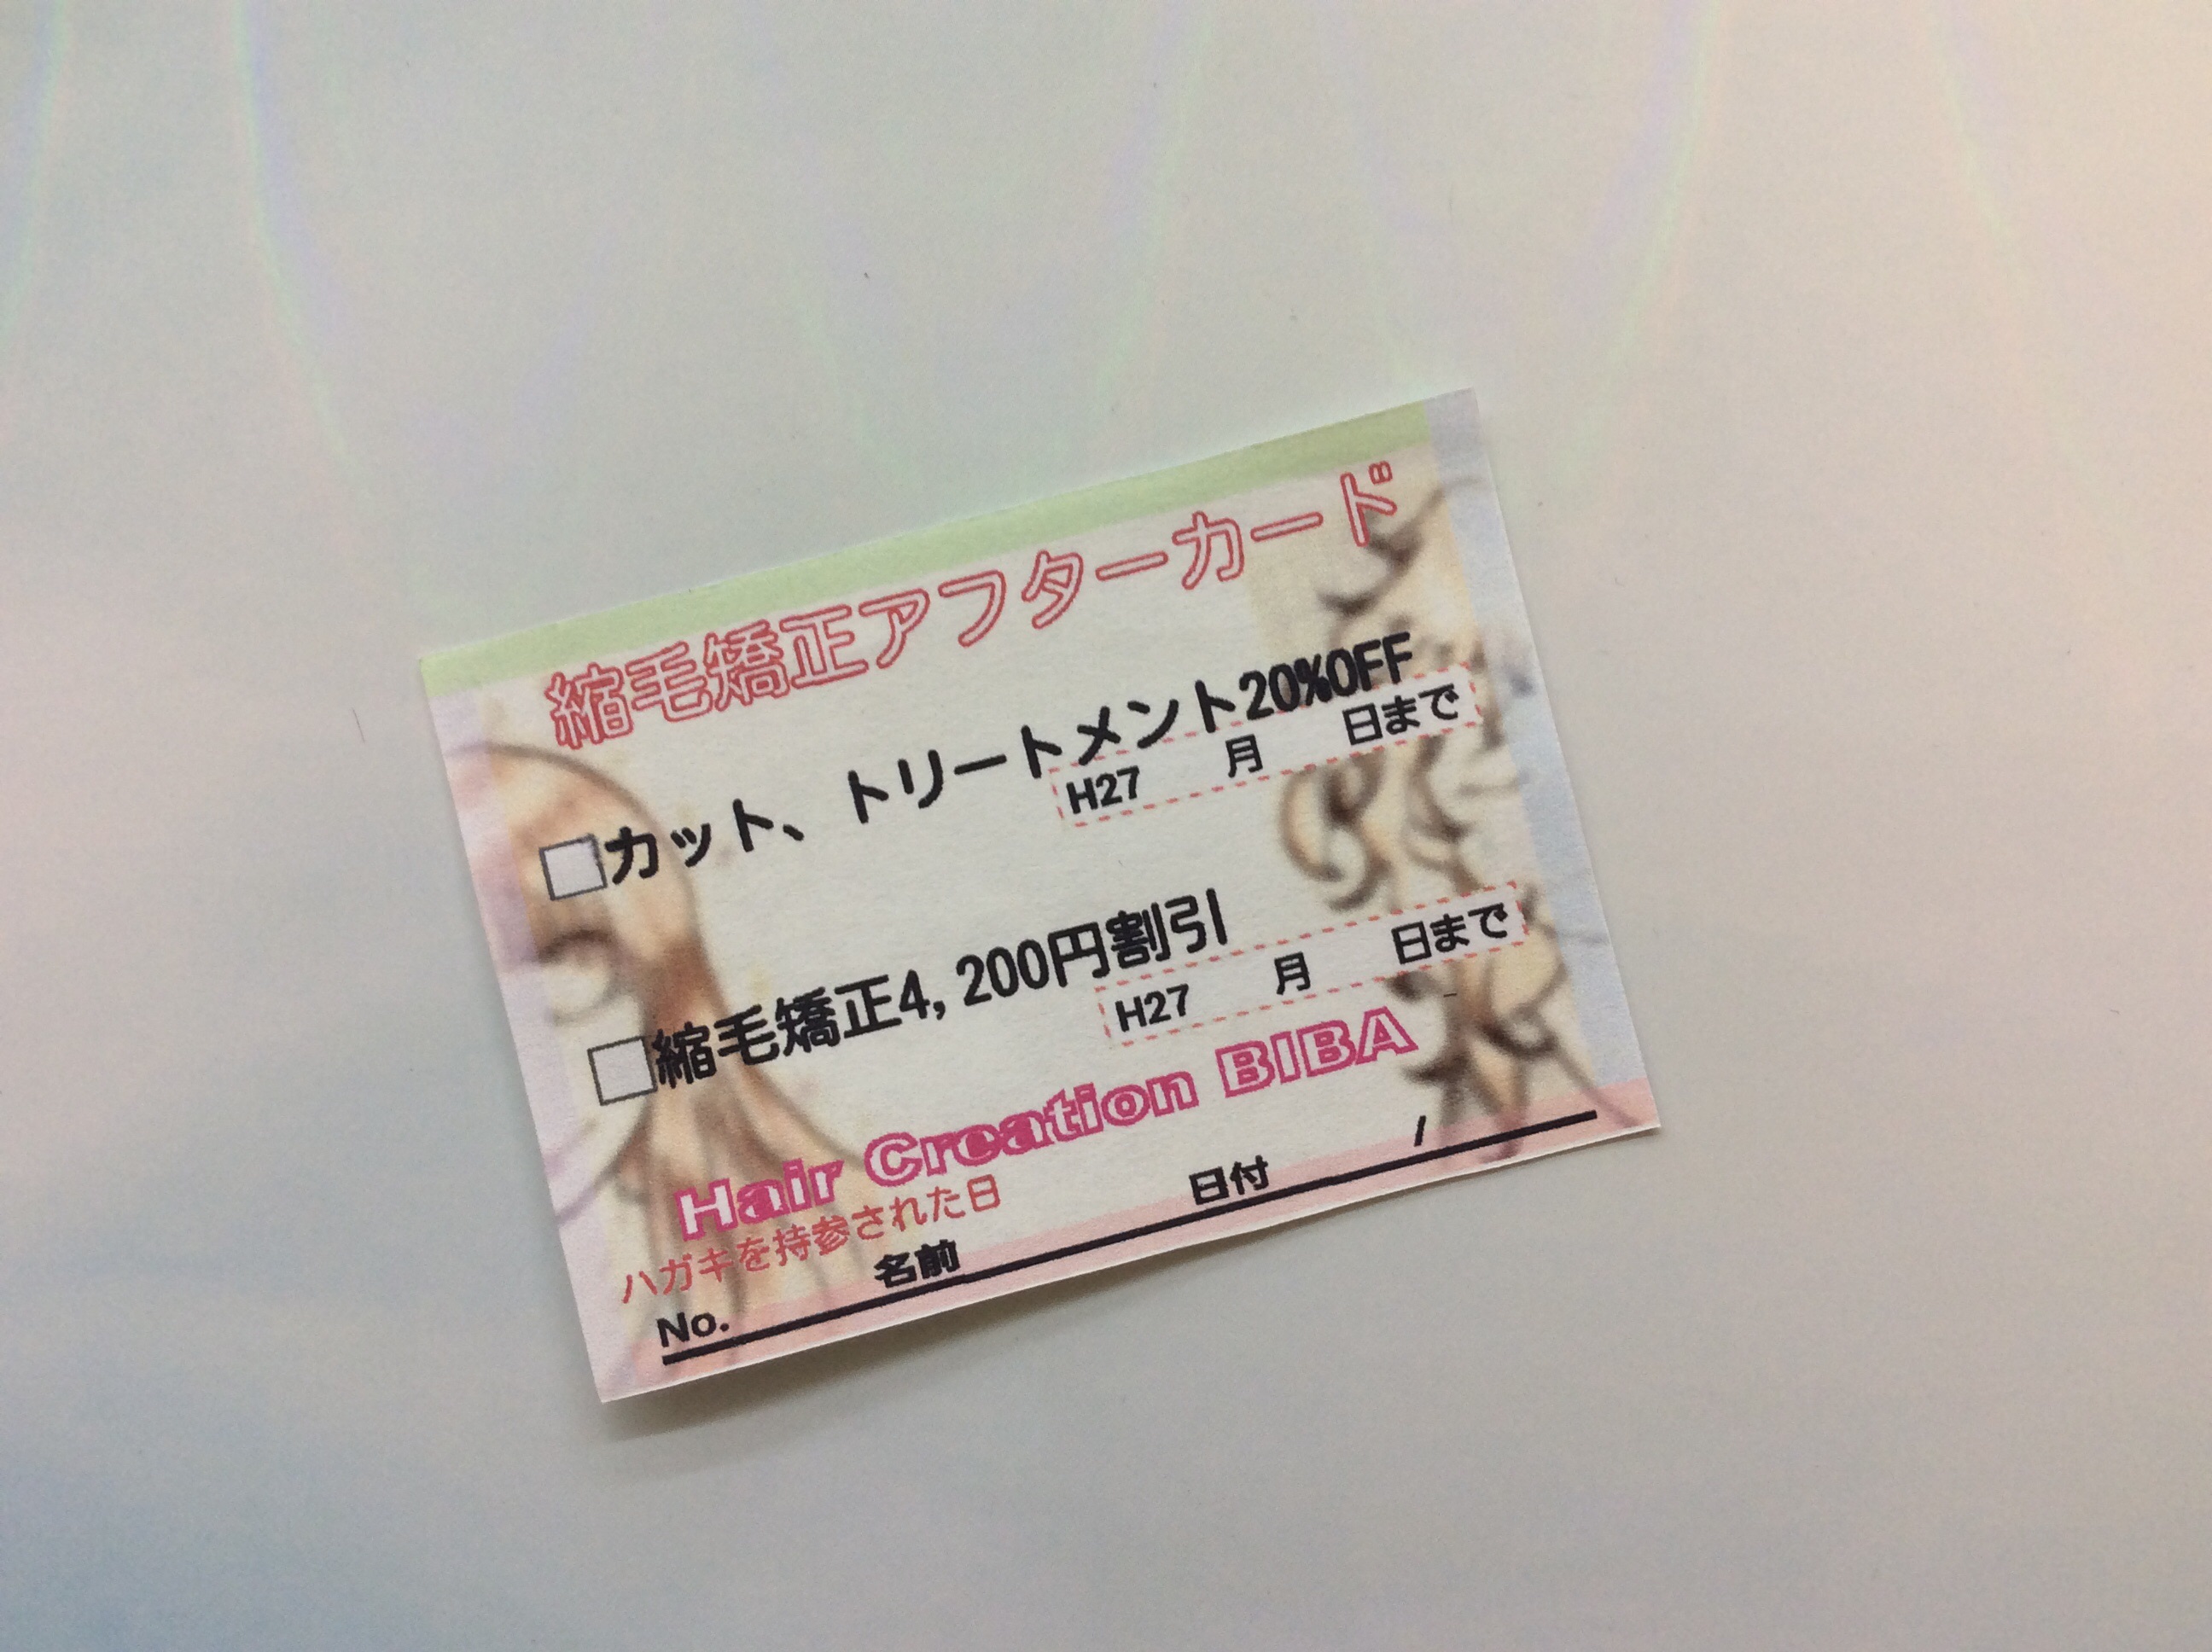 縮毛矯正アフターカード
□カット、トリートメント20%OFF
H27 月 日まで
□縮毛矯正4,200円割引
H27 月 日まで
Hair Creation BIBA
ハガキを持参された日
No. 名前 日付 /